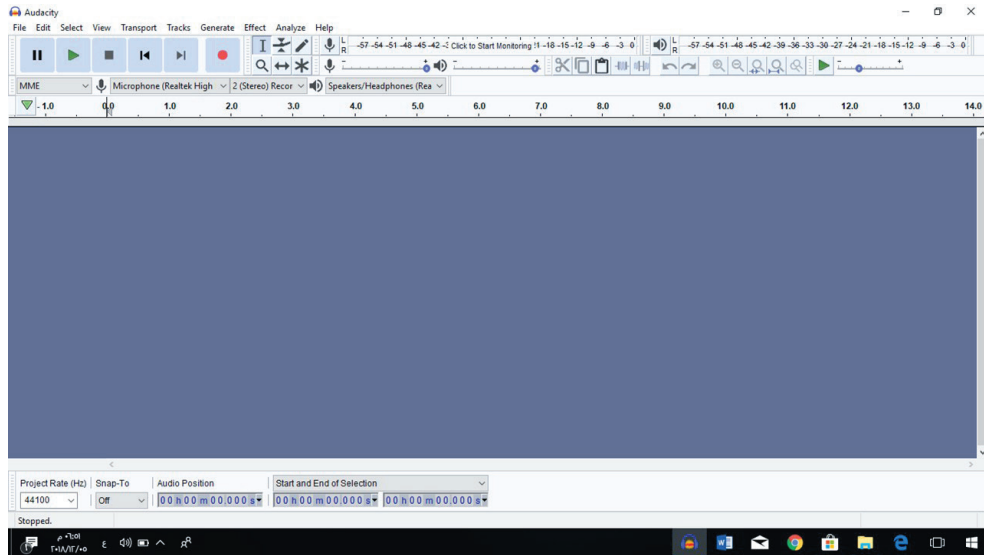 Audacity
File Edit Select View Transport Tracks Generate Effect Analyze Help
L
R
-57 -54 -51 -48 -45 -42 -3 Click to Start Monitoring !1 -18 -15 -12 -9 -6 -3 0
L
R
-57 -54 -51 -48 -45 -42 -39 -36 -33 -30 -27 -24 -21 -18 -15 -12 -9 -6 -3 0
MME Microphone (Realtek High 2 (Stereo) Recor Speakers/Headphones (Rea
-1.0 0.0 1.0 2.0 3.0 4.0 5.0 6.0 7.0 8.0 9.0 10.0 11.0 12.0 13.0 14.0
Project Rate (Hz) Snap-To Audio Position Start and End of Selection
44100 Off 00 h 00 m 00,000 s 00 h 00 m 00,000 s 00 h 00 m 00,000 s
Stopped.
ع
٢٠١٨/١٢/٠٥